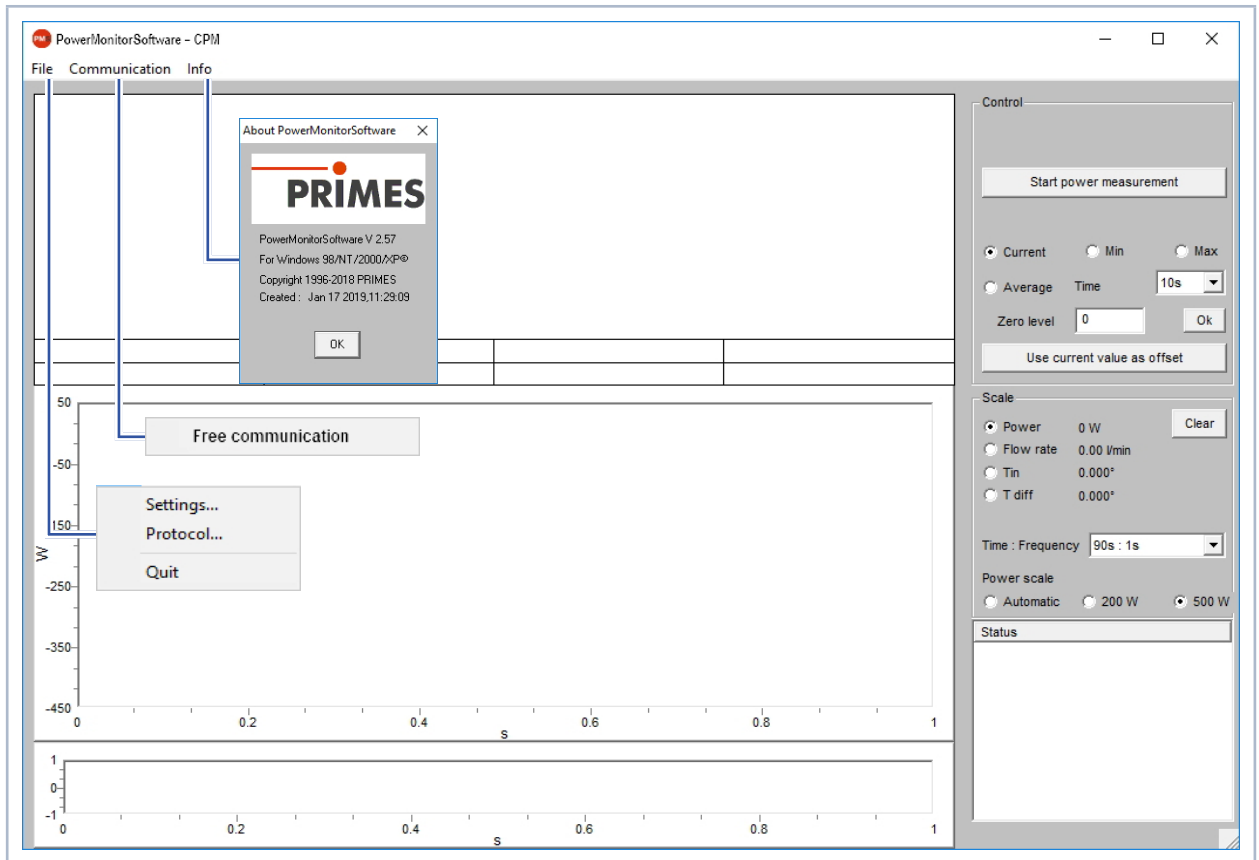 PM
PowerMonitorSoftware – CPM
File Communication Info
About PowerMonitorSoftware
PRIMES
PowerMonitorSoftware V 2.57
For Windows 98/NT/2000/XP®
Copyright 1996-2018 PRIMES
Created : Jan 17 2019,11:29:09
OK
Free communication
Settings...
Protocol...
Quit
50
-50
150
-250
-350
-450
W
0 0.2 0.4 0.6 0.8 1
s
1
0
-1
0 0.2 0.4 0.6 0.8 1
s
Control
Start power measurement
Current Min Max
Average Time 10s
Zero level 0 Ok
Use current value as offset
Scale
Power 0 W Clear
Flow rate 0.00 l/min
Tin 0.000°
T diff 0.000°
Time : Frequency 90s : 1s
Power scale
Automatic 200 W 500 W
Status